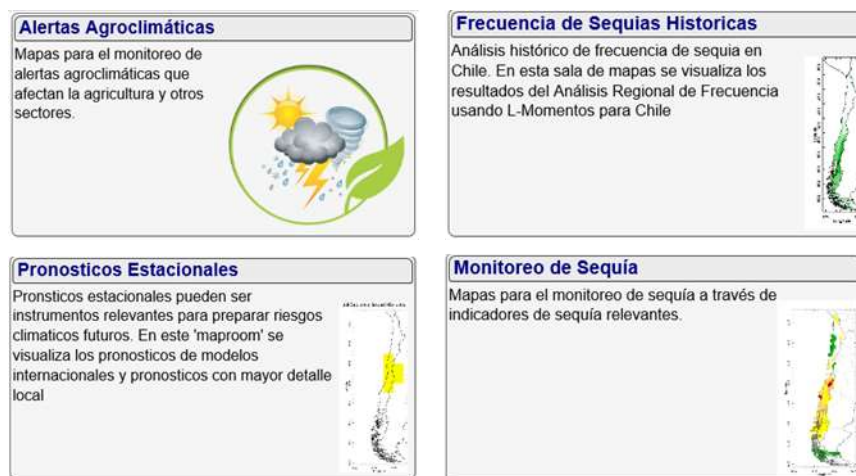 Alertas Agroclimáticas
Mapas para el monitoreo de
alertas agroclimáticas que
afectan la agricultura y otros
sectores.
Frecuencia de Sequias Historicas
Análisis histórico de frecuencia de sequia en
Chile. En esta sala de mapas se visualiza los
resultados del Análisis Regional de Frecuencia
usando L-Momentos para Chile
Pronosticos Estacionales
Pronsticos estacionales pueden ser
instrumentos relevantes para preparar riesgos
climaticos futuros. En este 'maproom' se
visualiza los pronosticos de modelos
internacionales y pronosticos con mayor detalle
local
Monitoreo de Sequía
Mapas para el monitoreo de sequía a través de
indicadores de sequía relevantes.